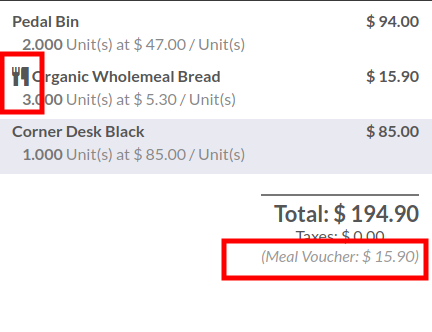 Pedal Bin $ 94.00
2.000 Unit(s) at $ 47.00 / Unit(s)
Organic Wholemeal Bread $ 15.90
3.000 Unit(s) at $ 5.30 / Unit(s)
Corner Desk Black $ 85.00
1.000 Unit(s) at $ 85.00 / Unit(s)
Total: $ 194.90
Taxes: $ 0.00
(Meal Voucher: $ 15.90)